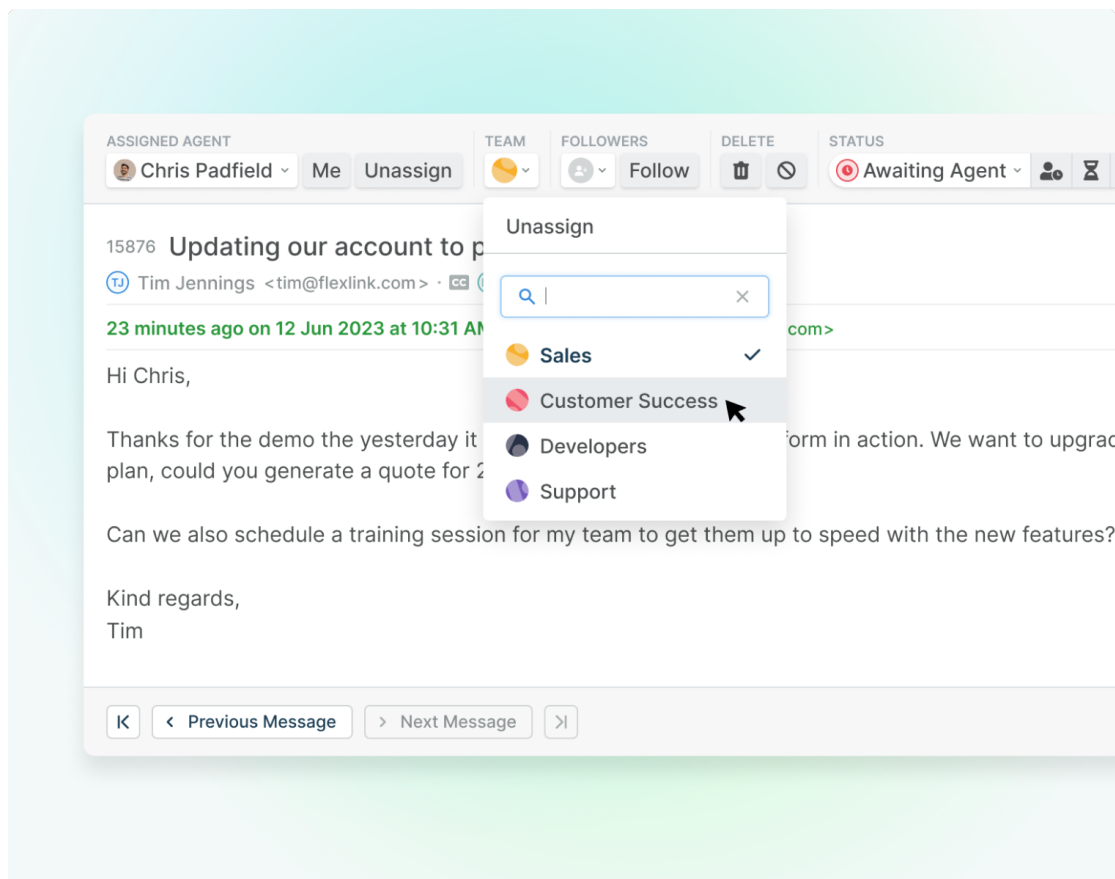 ASSIGNED AGENT TEAM FOLLOWERS DELETE STATUS
Chris Padfield Me Unassign Follow Awaiting Agent
Unassign
15876 Updating our account to
TJ Tim Jennings <tim@flexlink.com> · CC
23 minutes ago on 12 Jun 2023 at 10:31 com>
Sales
Hi Chris,
Customer Success
Thanks for the demo the yesterday it form in action. We want to
Developers
plan, could you generate a quote for
Support
Can we also schedule a training session for my team to get them up to speed with the new features?
Kind regards,
Tim
Previous Message Next Message